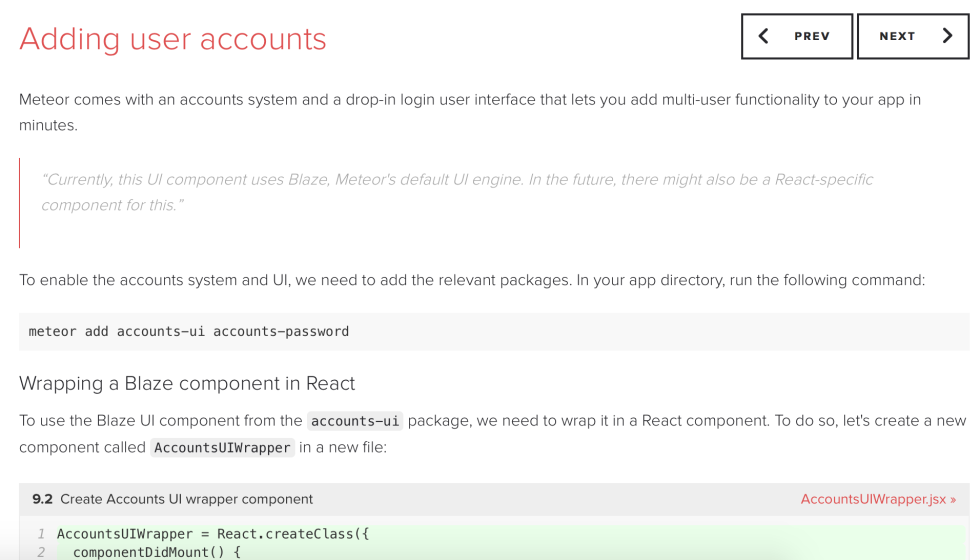 Adding user accounts
PREV
NEXT
Meteor comes with an accounts system and a drop-in login user interface that lets you add multi-user functionality to your app in
minutes.
“Currently, this UI component uses Blaze, Meteor's default UI engine. In the future, there might also be a React-specific
component for this.”
To enable the accounts system and UI, we need to add the relevant packages. In your app directory, run the following command:
meteor add accounts-ui accounts-password
Wrapping a Blaze component in React
To use the Blaze UI component from the accounts-ui package, we need to wrap it in a React component. To do so, let's create a new
component called AccountsUIWrapper in a new file:
9.2 Create Accounts UI wrapper component AccountsUIWrapper.jsx »
1 AccountsUIWrapper = React.createClass({
2 componentDidMount() {